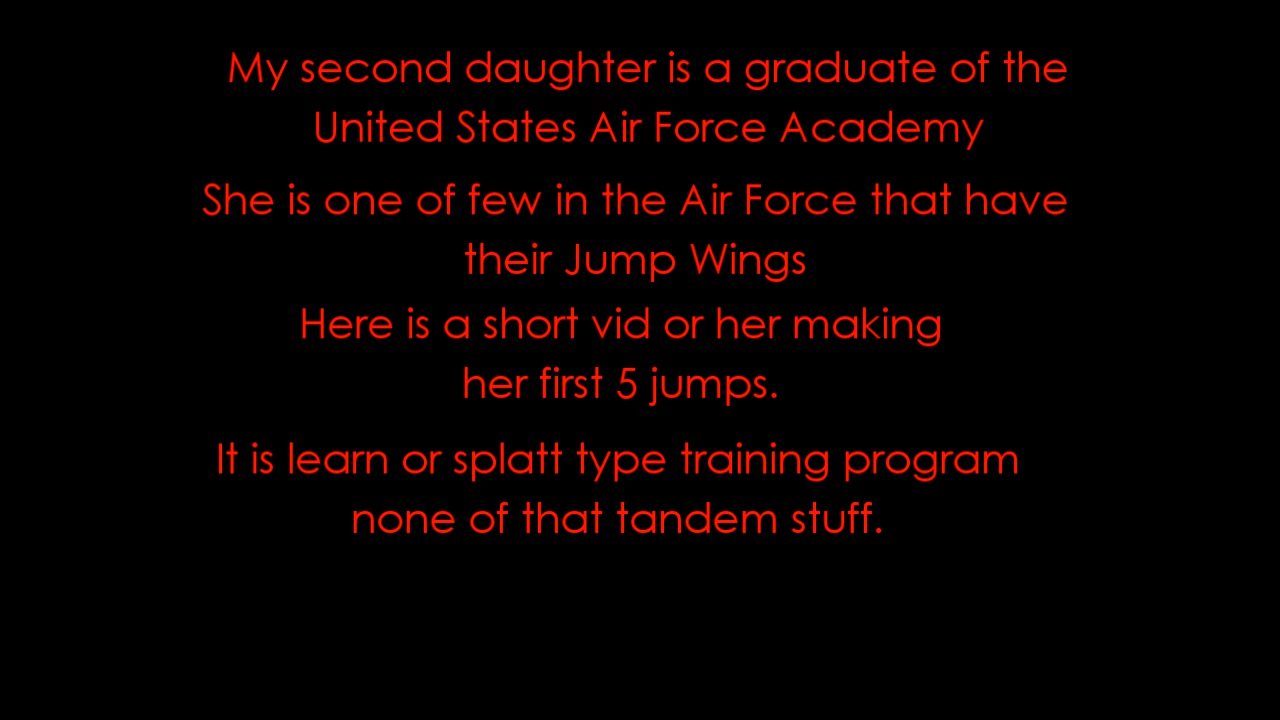 My second daughter is a graduate of the
United States Air Force Academy
She is one of few in the Air Force that have
their Jump Wings
Here is a short vid or her making
her first 5 jumps.
It is learn or splatt type training program
none of that tandem stuff.